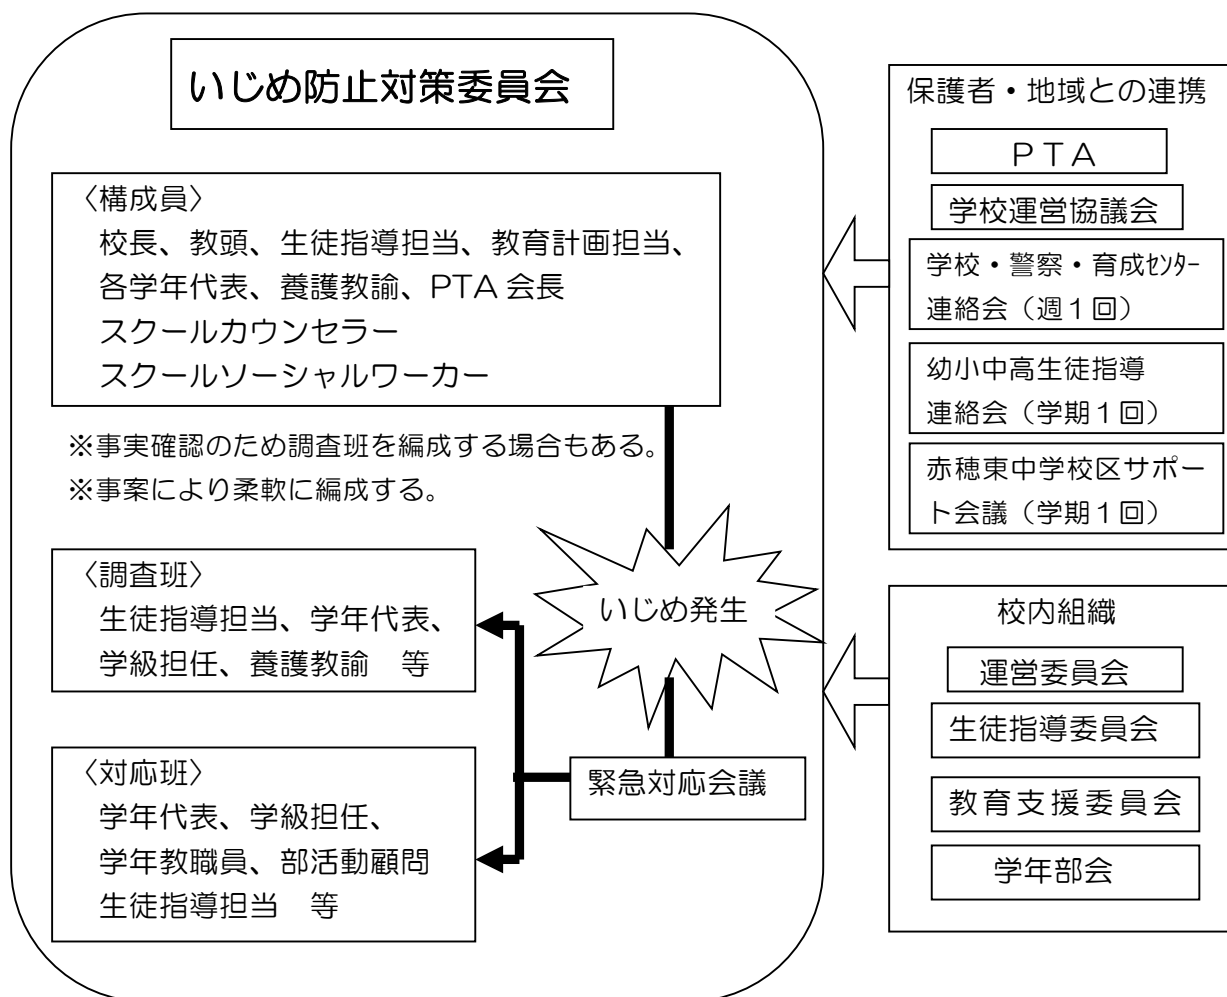 いじめ防止対策委員会
〈構成員〉
校長、教頭、生徒指導担当、教育計画担当、
各学年代表、養護教諭、PTA 会長
スクールカウンセラー
スクールソーシャルワーカー
※事実確認のため調査班を編成する場合もある。
※事案により柔軟に編成する。
いじめ発生
〈調査班〉
生徒指導担当、学年代表、
学級担任、養護教諭　等
緊急対応会議
〈対応班〉
学年代表、学級担任、
学年教職員、部活動顧問
生徒指導担当　等
保護者・地域との連携
ＰＴＡ
学校運営協議会
学校・警察・育成ｾﾝﾀｰ
連絡会（週１回）
幼小中高生徒指導
連絡会（学期１回）
赤穂東中学校区サポー
ト会議（学期１回）
校内組織
運営委員会
生徒指導委員会
教育支援委員会
学年部会